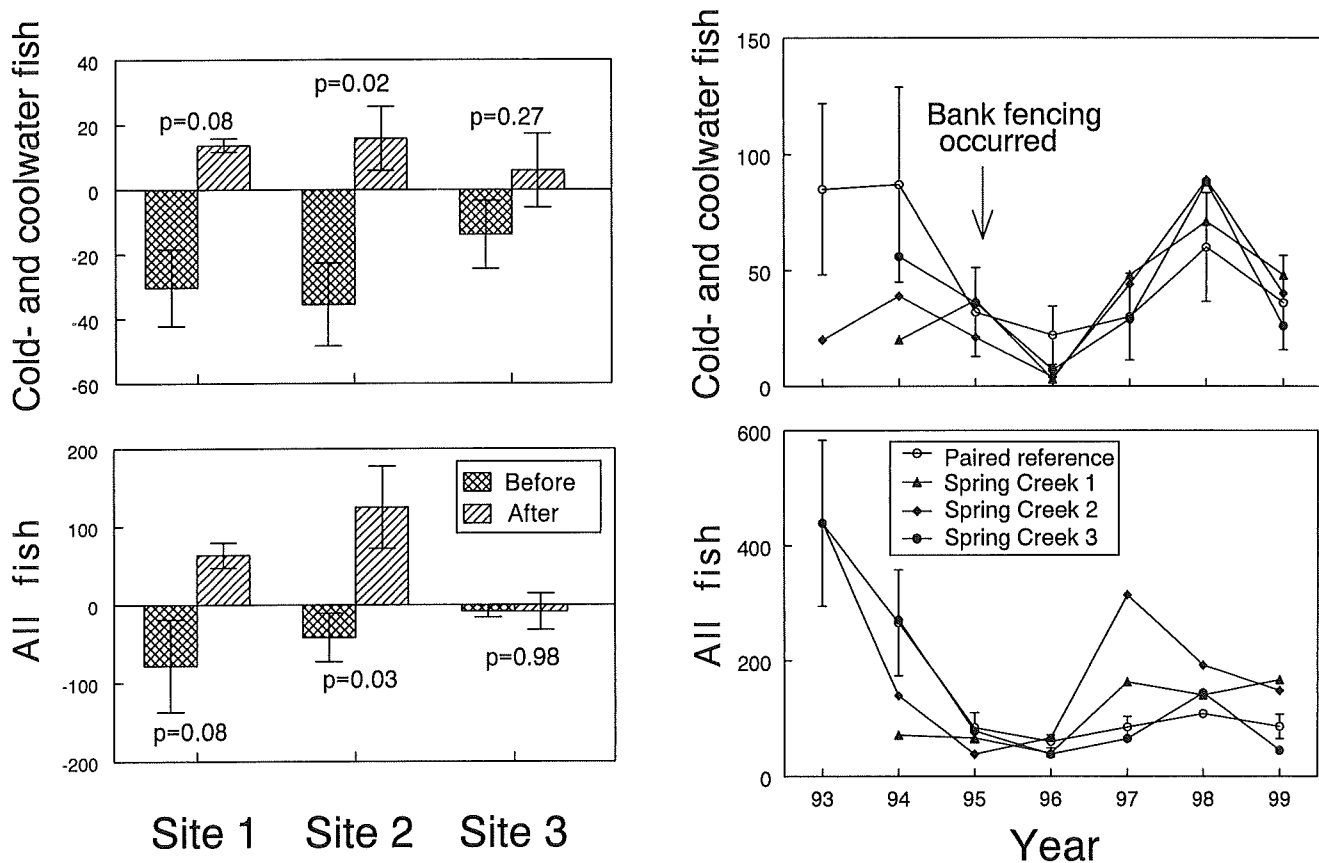 Cold- and coolwater fish
40
20
0
-20
-40
-60
p=0.08
p=0.02
p=0.27
All fish
200
100
0
-100
-200
Before
After
p=0.08
p=0.03
p=0.98
Site 1 Site 2 Site 3
Cold- and coolwater fish
150
100
50
0
Bank fencing
occurred
All fish
600
400
200
0
Paired reference
Spring Creek 1
Spring Creek 2
Spring Creek 3
93 94 95 96 97 98 99
Year